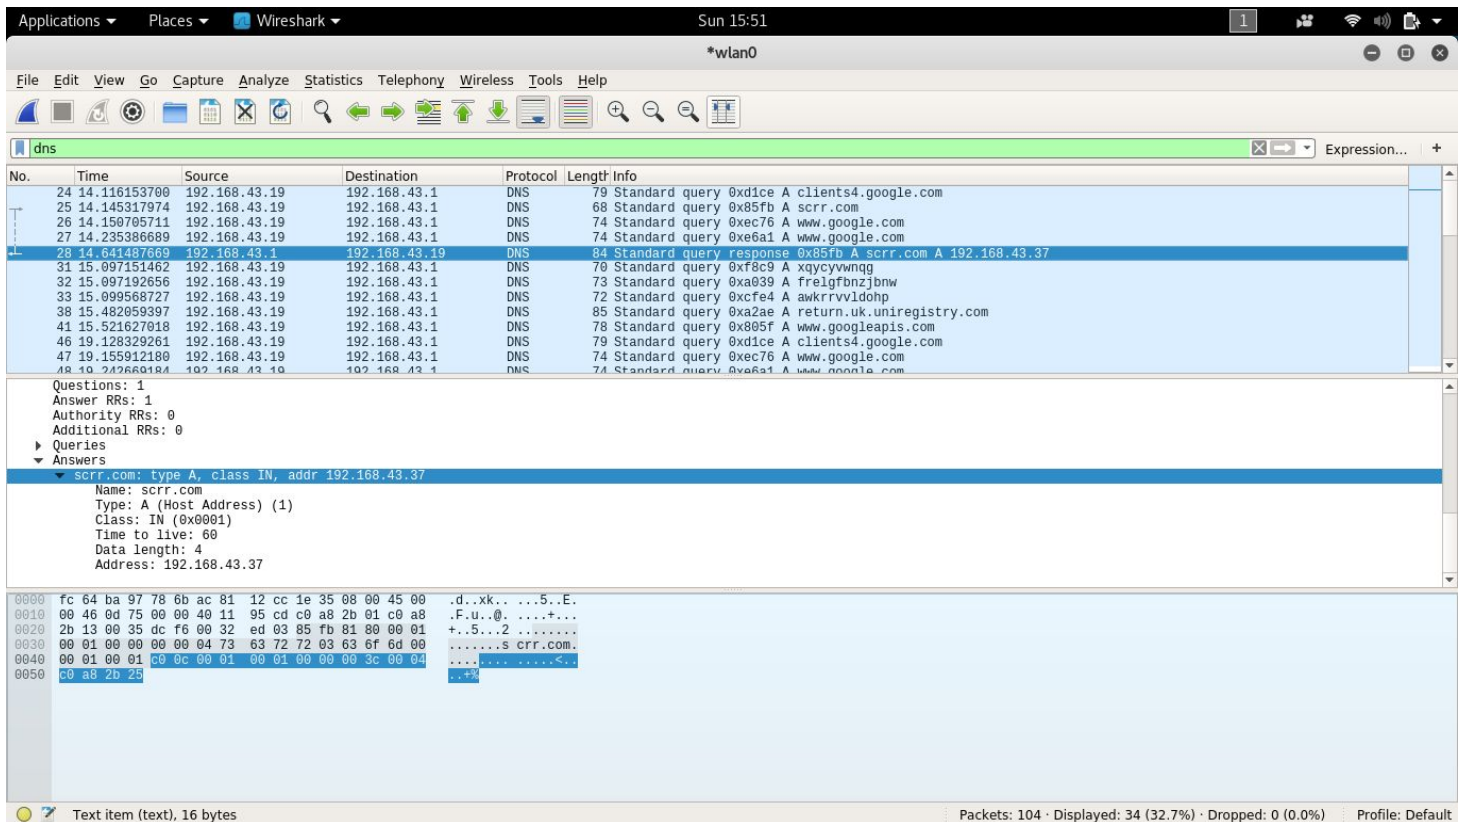 Applications Places Wireshark Sun 15:51 1
*wlan0
File Edit View Go Capture Analyze Statistics Telephony Wireless Tools Help
dns Expression... +
No. Time Source Destination Protocol Length Info
24 14.116153700 192.168.43.19 192.168.43.1 DNS 79 Standard query 0xd1ce A clients4.google.com
25 14.145317974 192.168.43.19 192.168.43.1 DNS 68 Standard query 0x85fb A scrr.com
26 14.150705711 192.168.43.19 192.168.43.1 DNS 74 Standard query 0xec76 A www.google.com
27 14.235386689 192.168.43.19 192.168.43.1 DNS 74 Standard query 0xe6a1 A www.google.com
28 14.641487669 192.168.43.1 192.168.43.19 DNS 84 Standard query response 0x85fb A scrr.com A 192.168.43.37
31 15.097151462 192.168.43.19 192.168.43.1 DNS 70 Standard query 0xf8c9 A xqycyvwnqg
32 15.097192656 192.168.43.19 192.168.43.1 DNS 73 Standard query 0xa039 A frelgfbnzjbnw
33 15.099568727 192.168.43.19 192.168.43.1 DNS 72 Standard query 0xcfe4 A awkrrvvldohp
38 15.482059397 192.168.43.19 192.168.43.1 DNS 85 Standard query 0xa2ae A return.uk.uniregistry.com
41 15.521627018 192.168.43.19 192.168.43.1 DNS 78 Standard query 0x805f A www.googleapis.com
46 19.128329261 192.168.43.19 192.168.43.1 DNS 79 Standard query 0xd1ce A clients4.google.com
47 19.155912180 192.168.43.19 192.168.43.1 DNS 74 Standard query 0xec76 A www.google.com
48 19.242669184 192.168.43.19 192.168.43.1 DNS 74 Standard query 0xe6a1 A www.google.com
Questions: 1
Answer RRs: 1
Authority RRs: 0
Additional RRs: 0
Queries
Answers
scrr.com: type A, class IN, addr 192.168.43.37
Name: scrr.com
Type: A (Host Address) (1)
Class: IN (0x0001)
Time to live: 60
Data length: 4
Address: 192.168.43.37
0000 fc 64 ba 97 78 6b ac 81 12 cc 1e 35 08 00 45 00 .d..xk.. ...5..E.
0010 00 46 0d 75 00 00 40 11 95 cd c0 a8 2b 01 c0 a8 .F.u..@. ....+...
0020 2b 13 00 35 dc f6 00 32 ed 03 85 fb 81 80 00 01 +..5...2 ........
0030 00 01 00 00 00 00 04 73 63 72 72 03 63 6f 6d 00 .......s crr.com.
0040 00 01 00 01 c0 0c 00 01 00 01 00 00 00 3c 00 04 ........ .....<..
0050 c0 a8 2b 25 ..+%
Text item (text), 16 bytes Packets: 104 · Displayed: 34 (32.7%) · Dropped: 0 (0.0%) Profile: Default